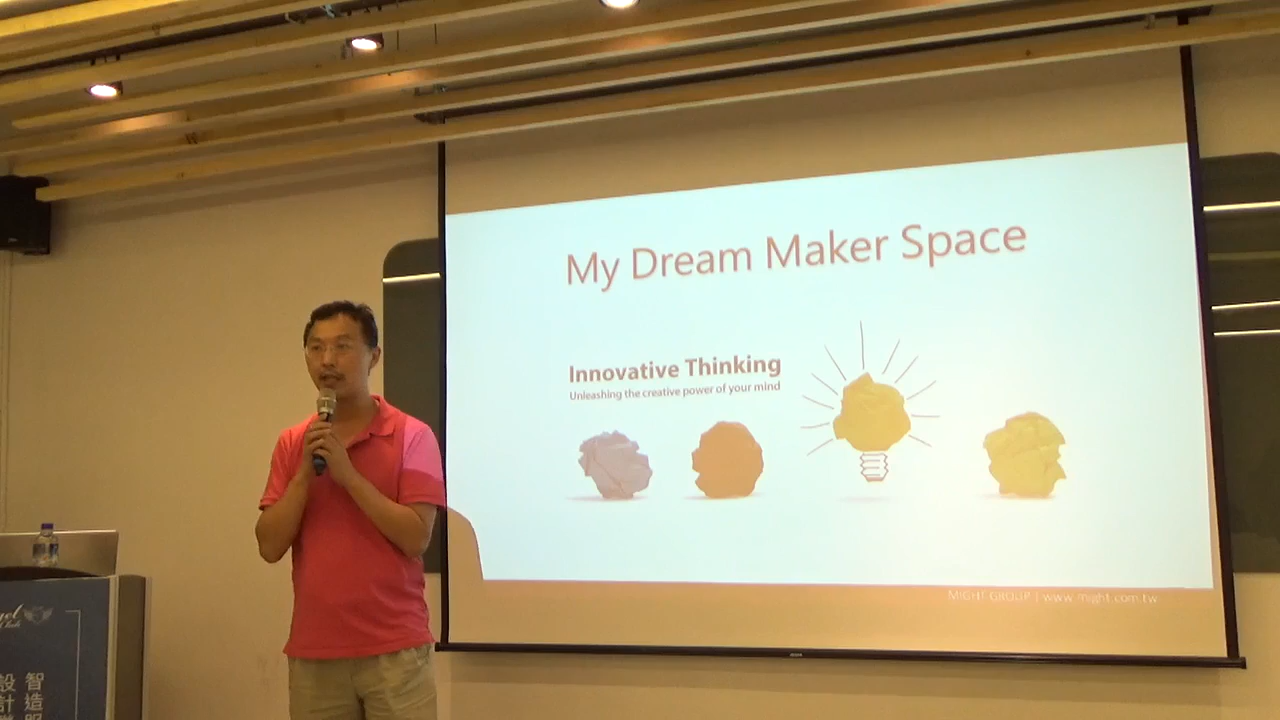 My Dream Maker Space
Innovative Thinking
Unleashing the creative power of your mind
MIGHT GROUP | www.might.com.tw
智造服
設計